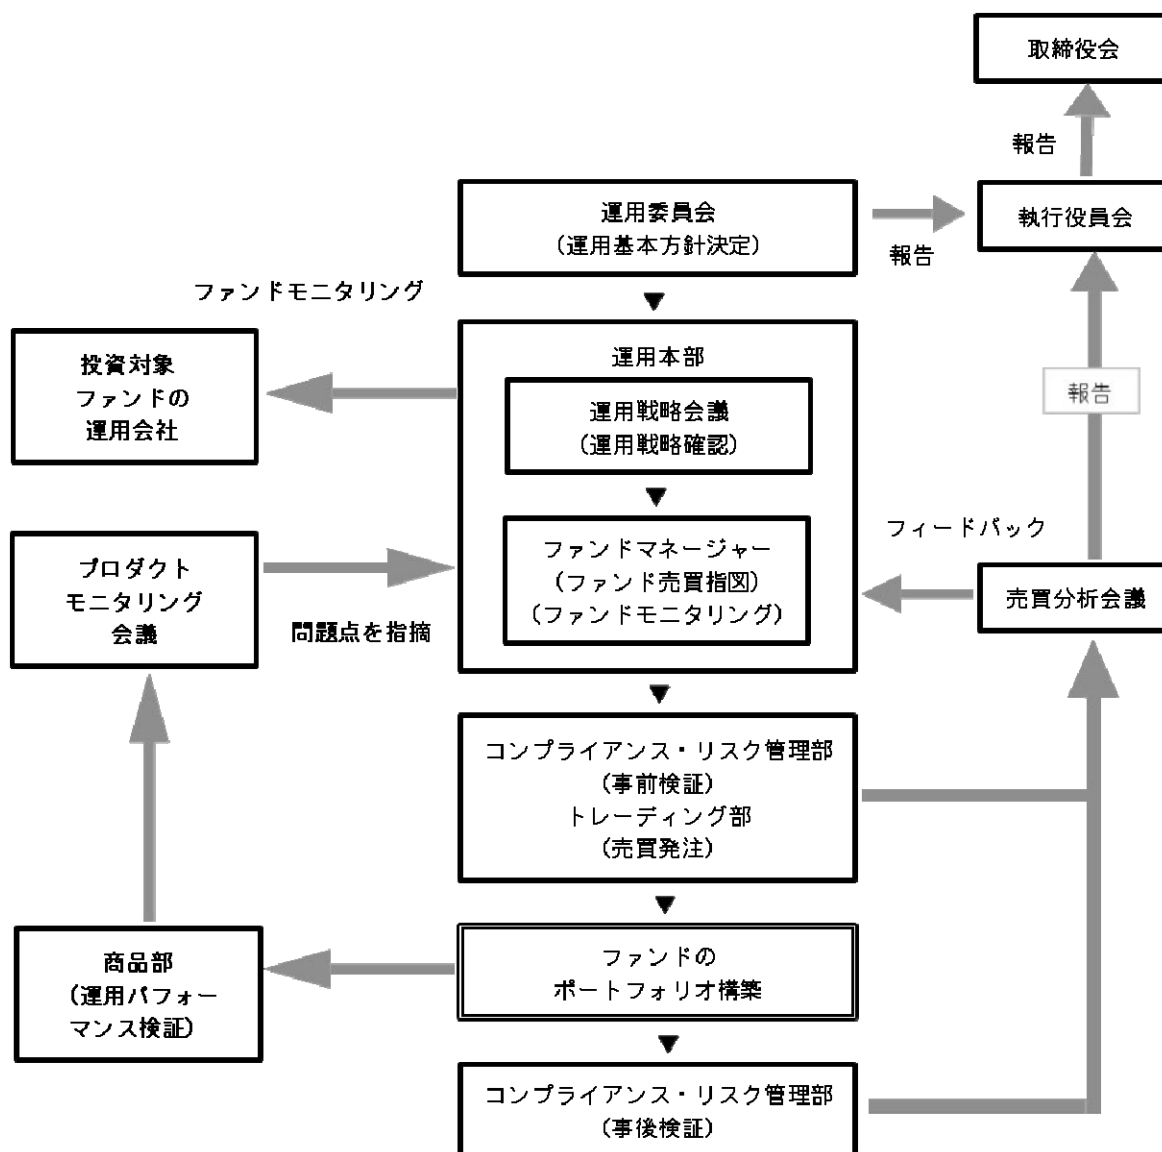 取締役会
報告
運用委員会
(運用基本方針決定)
報告
執行役員会
ファンドモニタリング
投資対象
ファンドの
運用会社
運用本部
運用戦略会議
(運用戦略確認)
報告
プロダクト
モニタリング
会議
問題点を指摘
ファンドマネージャー
(ファンド売買指図)
(ファンドモニタリング)
フィードバック
売買分析会議
コンプライアンス・リスク管理部
(事前検証)
トレーディング部
(売買発注)
商品部
(運用パフォー
マンス検証)
ファンドの
ポートフォリオ構築
コンプライアンス・リスク管理部
(事後検証)